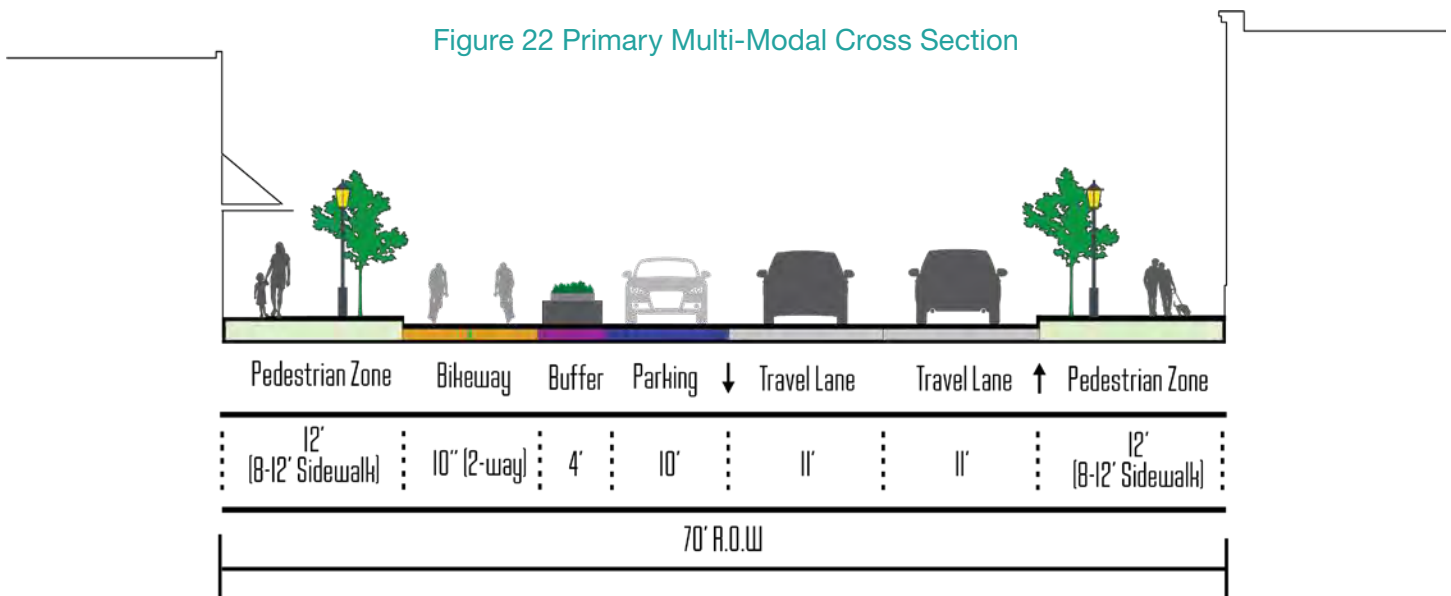 Figure 22 Primary Multi-Modal Cross Section
Pedestrian Zone
Bikeway
Buffer
Parking
Travel Lane
Travel Lane
Pedestrian Zone
12'
(8-12' Sidewalk)
10" (2-way)
4'
10'
11'
11'
12'
(8-12' Sidewalk)
70' R.O.W